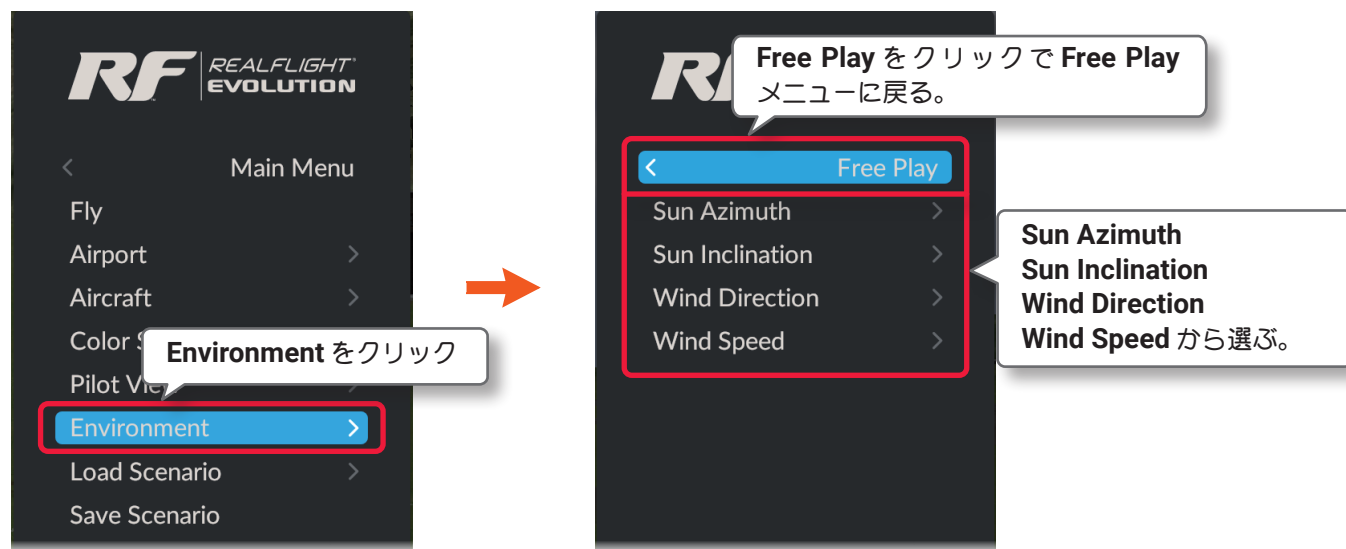 RF REALFLIGHT
EVOLUTION
Main Menu
Fly
Airport
Aircraft
Color S
Environment をクリック
Pilot View
Environment
Load Scenario
Save Scenario
Free Play をクリックで Free Play
メニューに戻る。
Free Play
Sun Azimuth
Sun Inclination
Wind Direction
Wind Speed
Sun Azimuth
Sun Inclination
Wind Direction
Wind Speed から選ぶ。